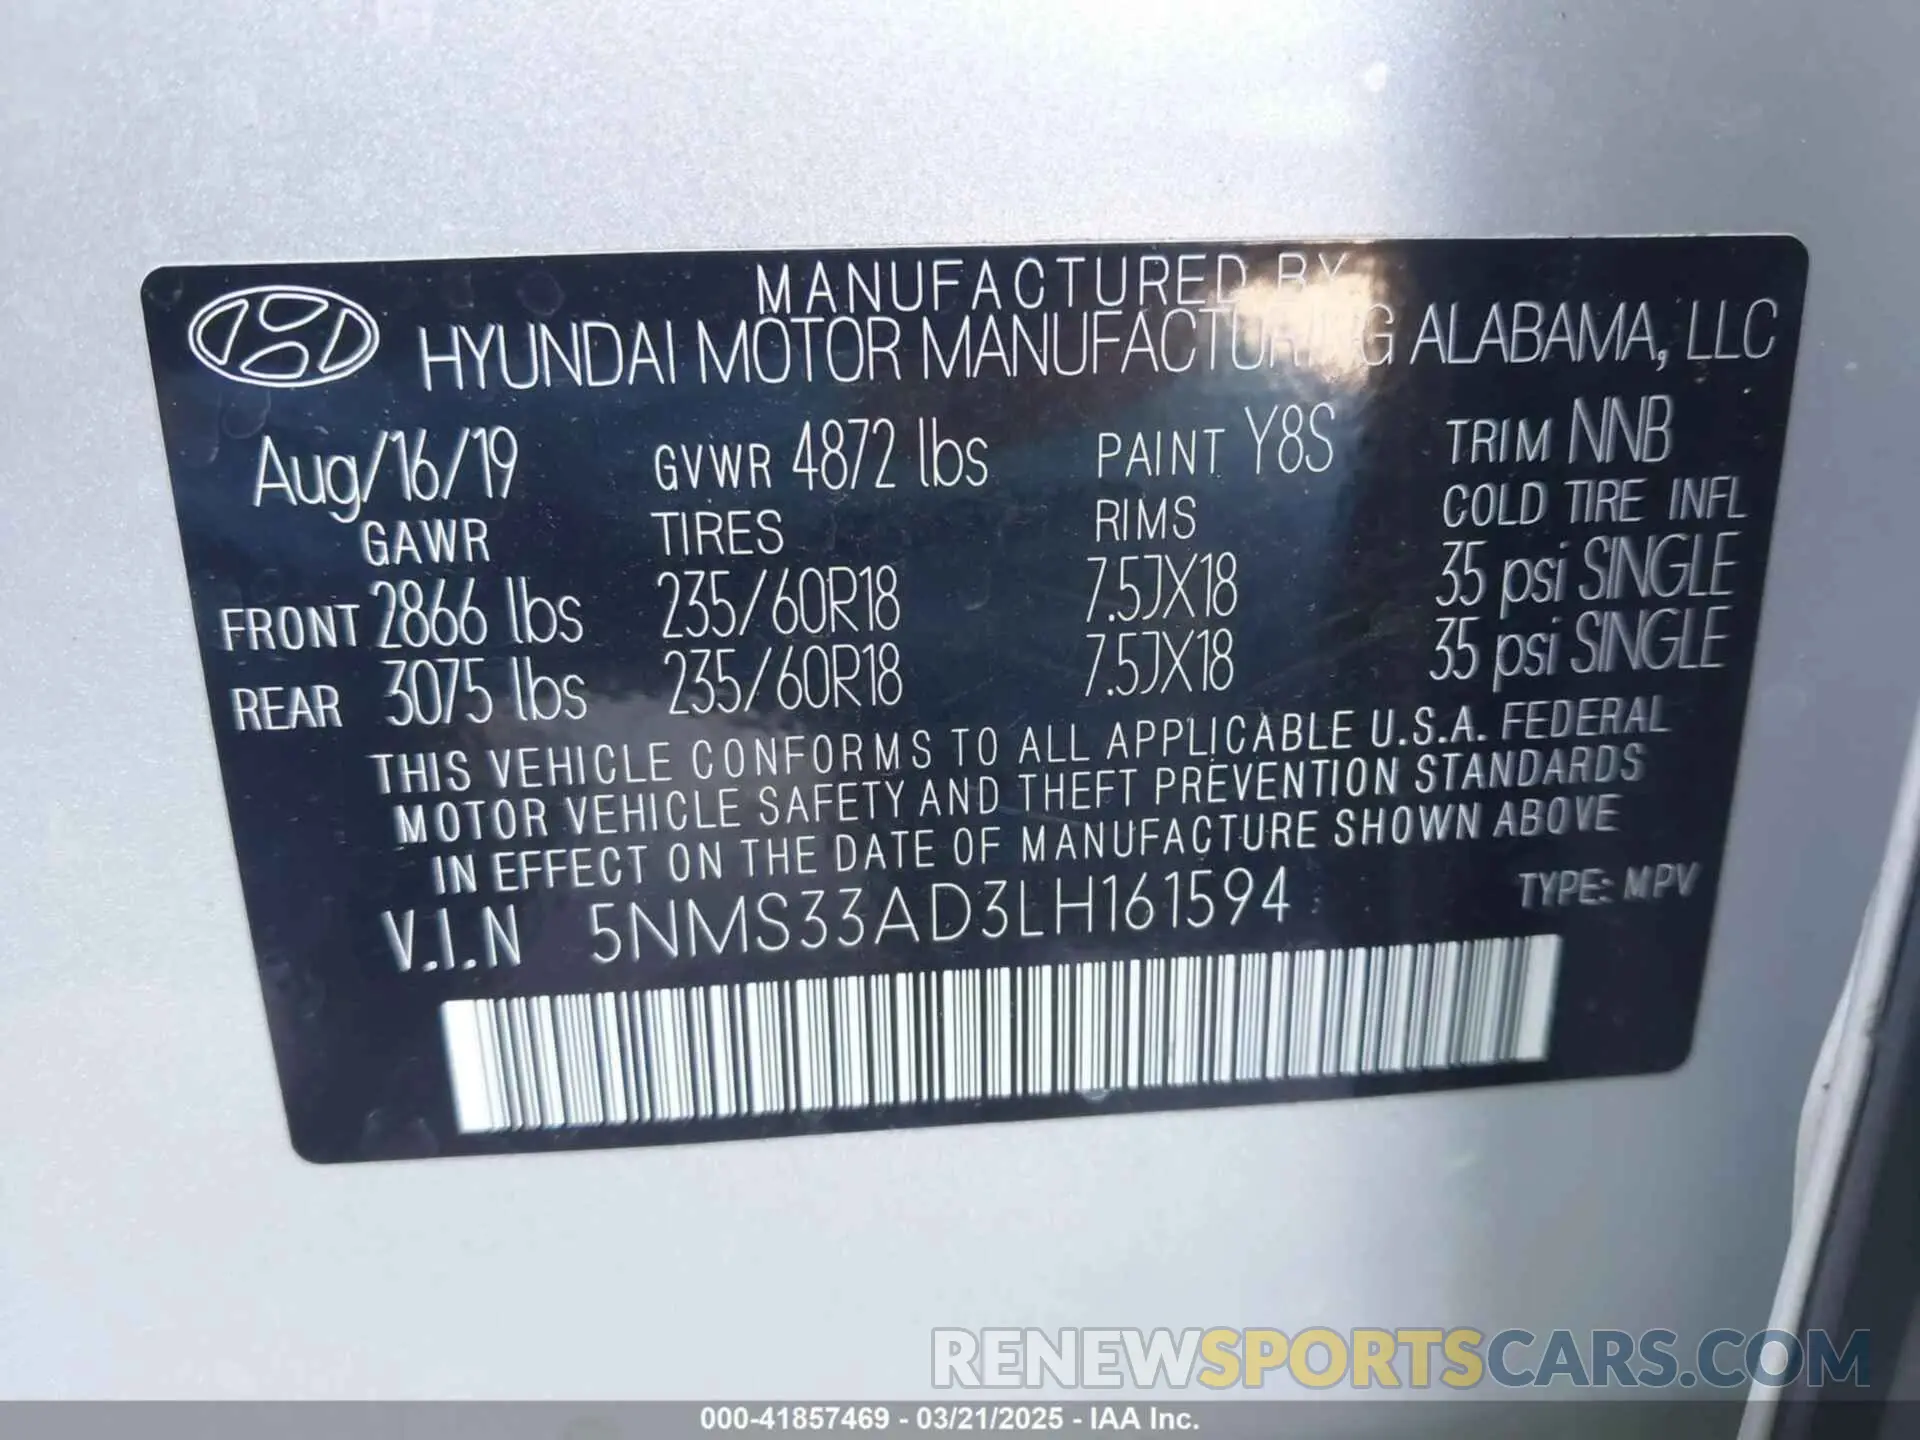 MANUFACTURED BY
HYUNDAI MOTOR MANUFACTURING ALABAMA, LLC
Aug/16/19 GVWR 4872 lbs PAINT Y8S TRIM NNB
GAWR TIRES RIMS COLD TIRE INFL
FRONT 2866 lbs 235/60R18 7.5JX18 35 psi SINGLE
REAR 3075 lbs 235/60R18 7.5JX18 35 psi SINGLE
THIS VEHICLE CONFORMS TO ALL APPLICABLE U.S.A. FEDERAL
MOTOR VEHICLE SAFETY AND THEFT PREVENTION STANDARDS
IN EFFECT ON THE DATE OF MANUFACTURE SHOWN ABOVE
V.I.N 5NMS33AD3LH161594 TYPE: MPV
RENEWSPORTSCARS.COM
000-41857469 - 03/21/2025 - IAA Inc.